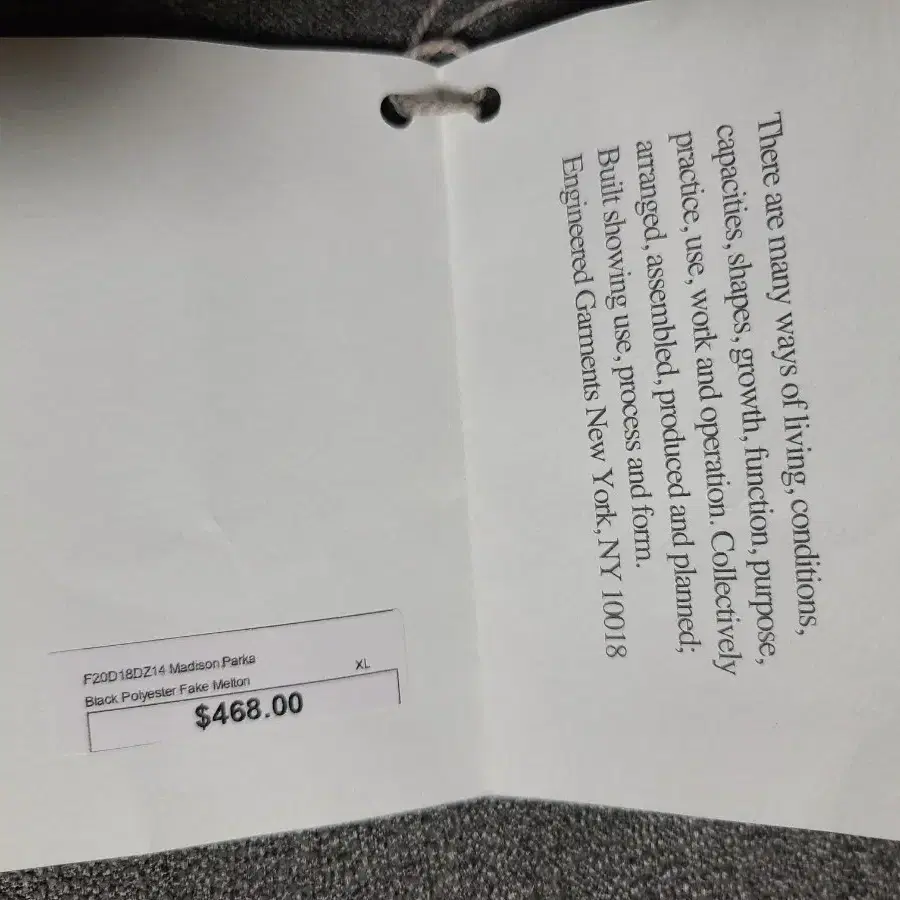 There are many ways of living, conditions,
capacities, shapes, growth, function, purpose,
practice, use, work and operation. Collectively
arranged, assembled, produced and planned;
Built showing use, process and form.
Engineered Garments New York, NY 10018
F20D18DZ14 Madison Parka
XL
Black Polyester Fake Melton
$468.00